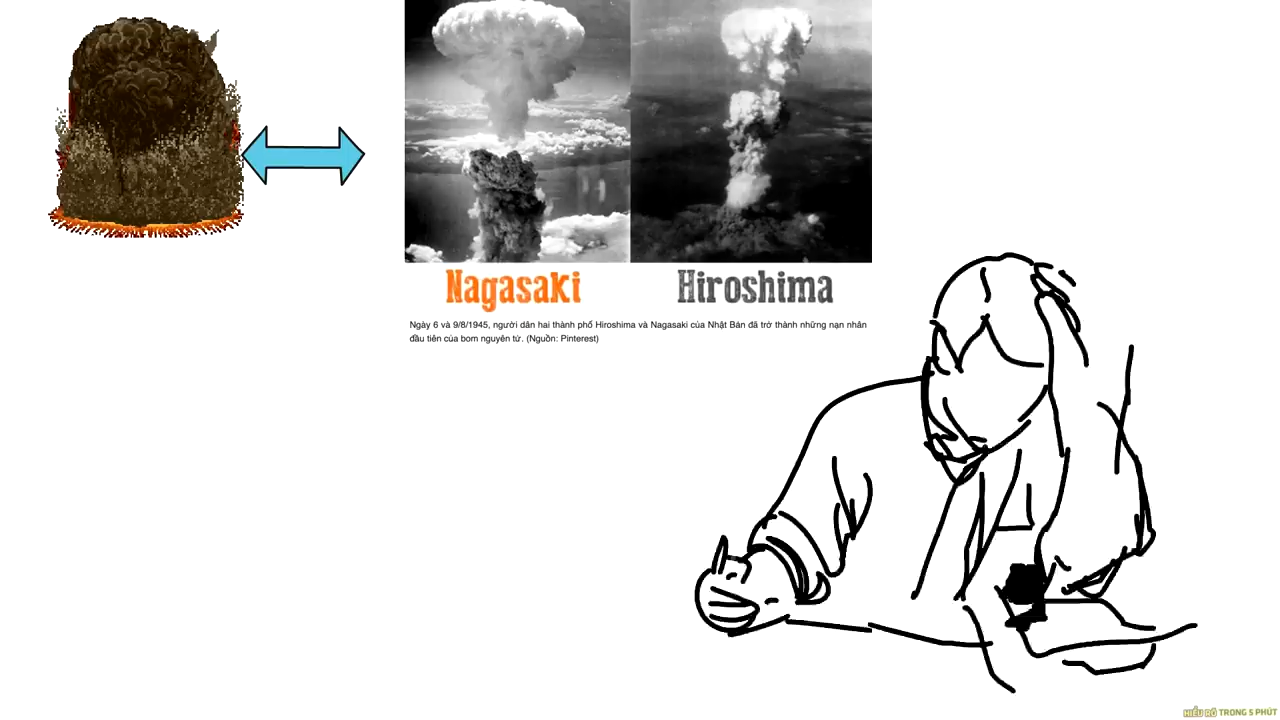 Nagasaki Hiroshima
Ngày 6 và 9/8/1945, người dân hai thành phố Hiroshima và Nagasaki của Nhật Bản đã trở thành những nạn nhân
đầu tiên của bom nguyên tử. (Nguồn: Pinterest)
HIỂU RÕ TRONG 5 PHÚT